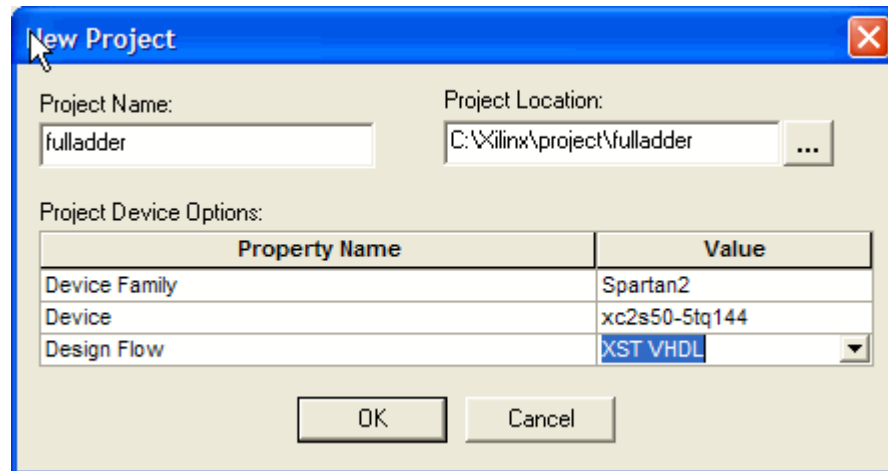 New Project
Project Name:
Project Location:
fulladder
C:\Xilinx\project\fulladder
...
Project Device Options:
Property Name Value
Device Family Spartan2
Device xc2s50-5tq144
Design Flow XST VHDL
OK Cancel